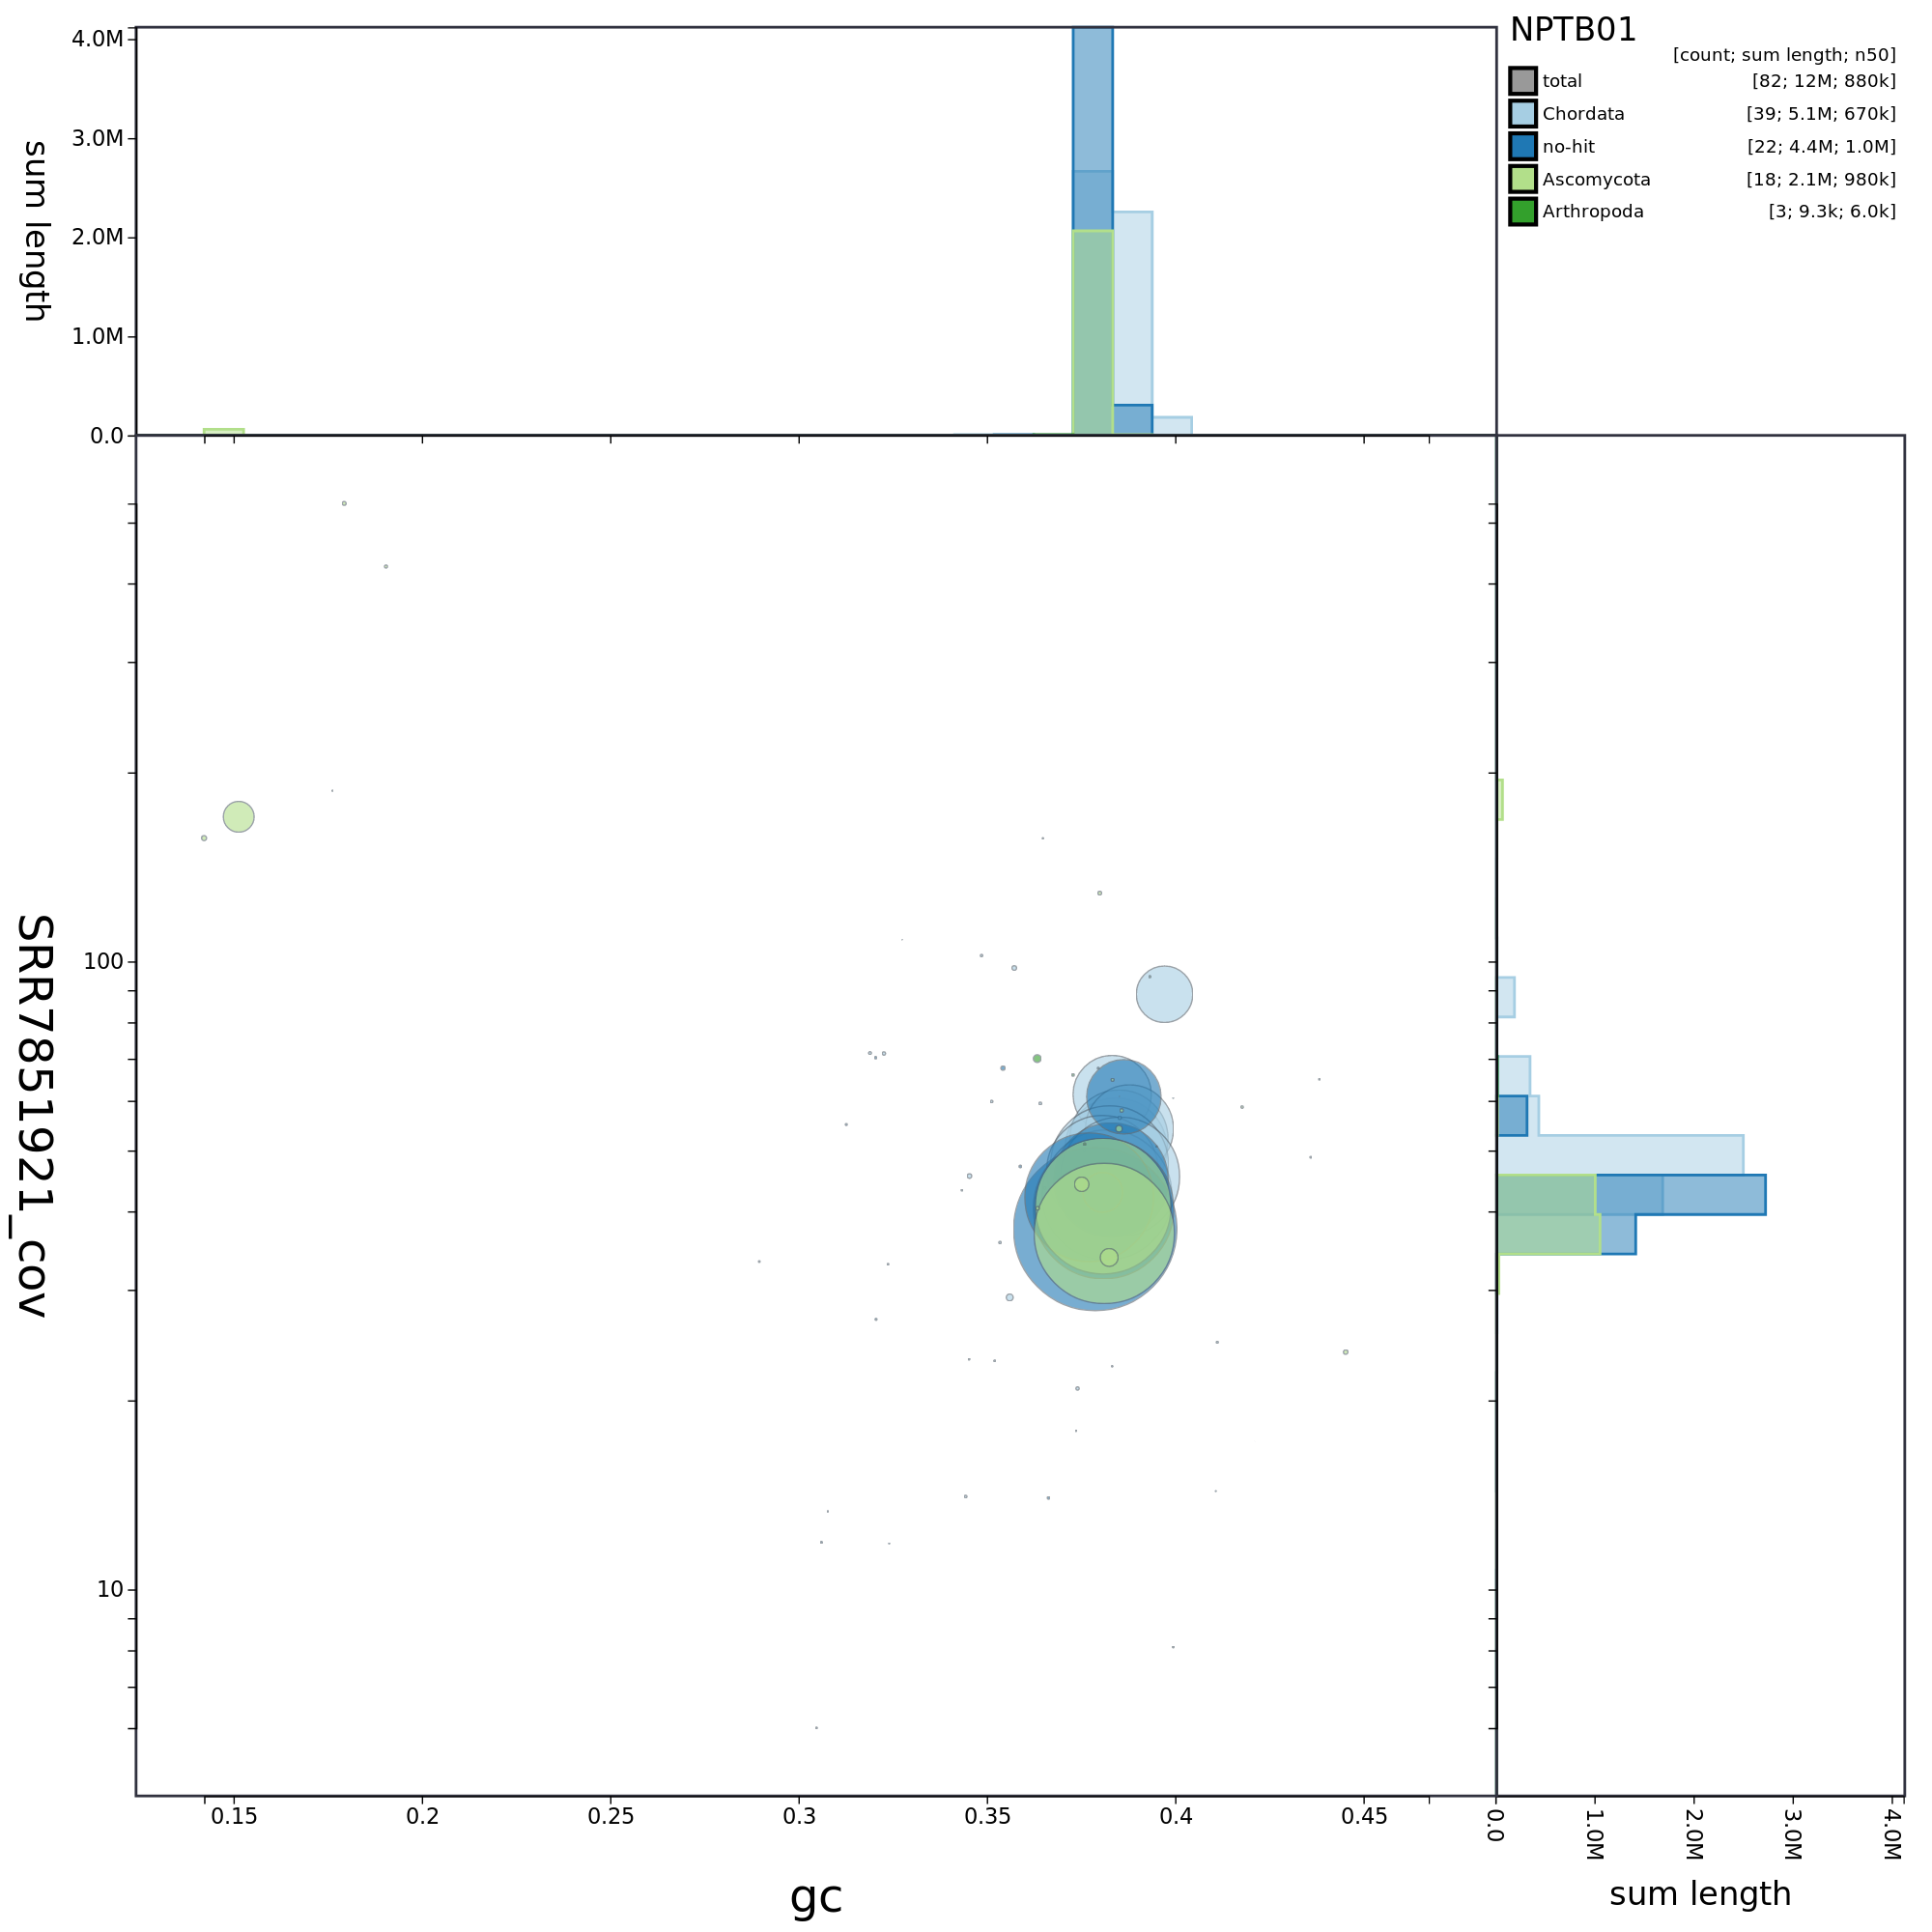 NPTB01
[count; sum length; n50]
total [82; 12M; 880k]
Chordata [39; 5.1M; 670k]
no-hit [22; 4.4M; 1.0M]
Ascomycota [18; 2.1M; 980k]
Arthropoda [3; 9.3k; 6.0k]
4.0M
3.0M
2.0M
1.0M
0.0
sum length
100
10
SRR7851921_cov
0.15 0.2 0.25 0.3 0.35 0.4 0.45
gc
0.0 1.0M 2.0M 3.0M 4.0M
sum length